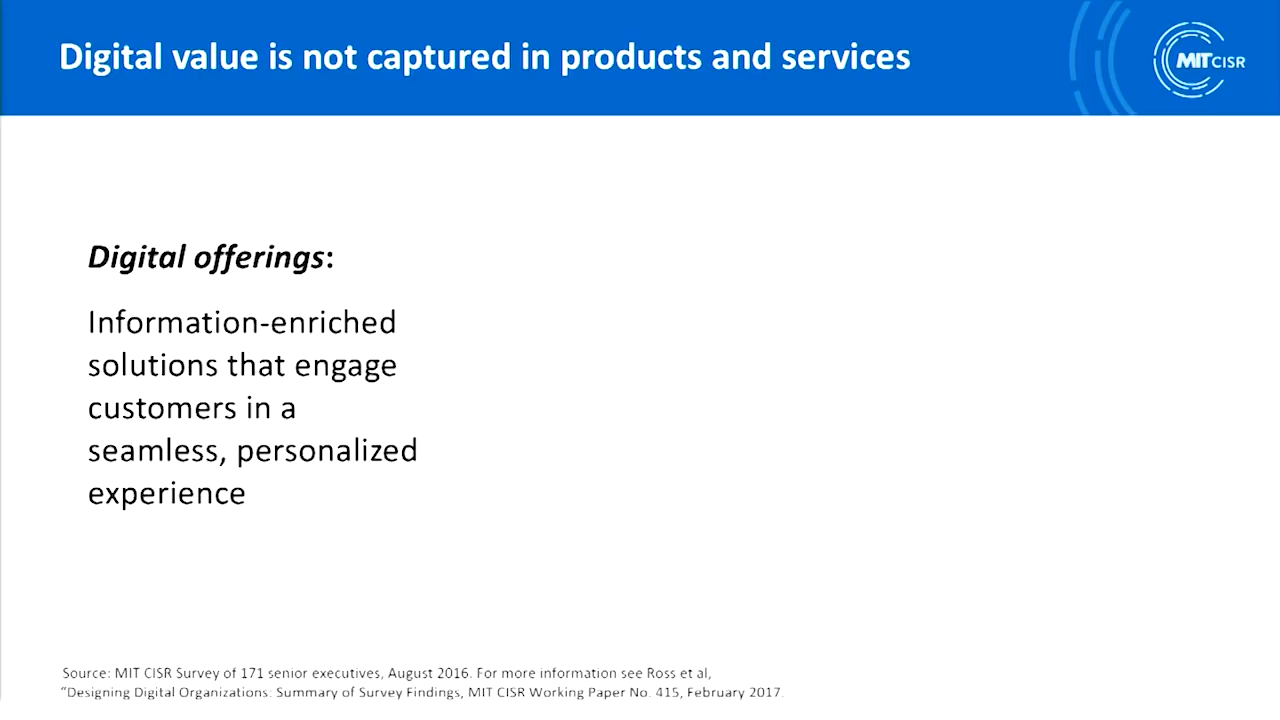 Digital value is not captured in products and services
MITCISR
Digital offerings:
Information-enriched
solutions that engage
customers in a
seamless, personalized
experience
Source: MIT CISR Survey of 171 senior executives, August 2016. For more information see Ross et al,
“Designing Digital Organizations: Summary of Survey Findings, MIT CISR Working Paper No. 415, February 2017.